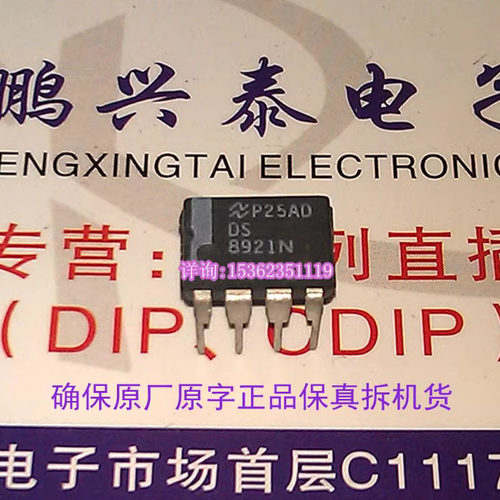 鹏兴泰电子
ENGXINGTAI ELECTRONIC
P25AD
DS
8921N
详询:15362351119
专营:
列直插
(DIP、CDIP)
确保原厂原字正品保真拆机货
电子市场首层C1117